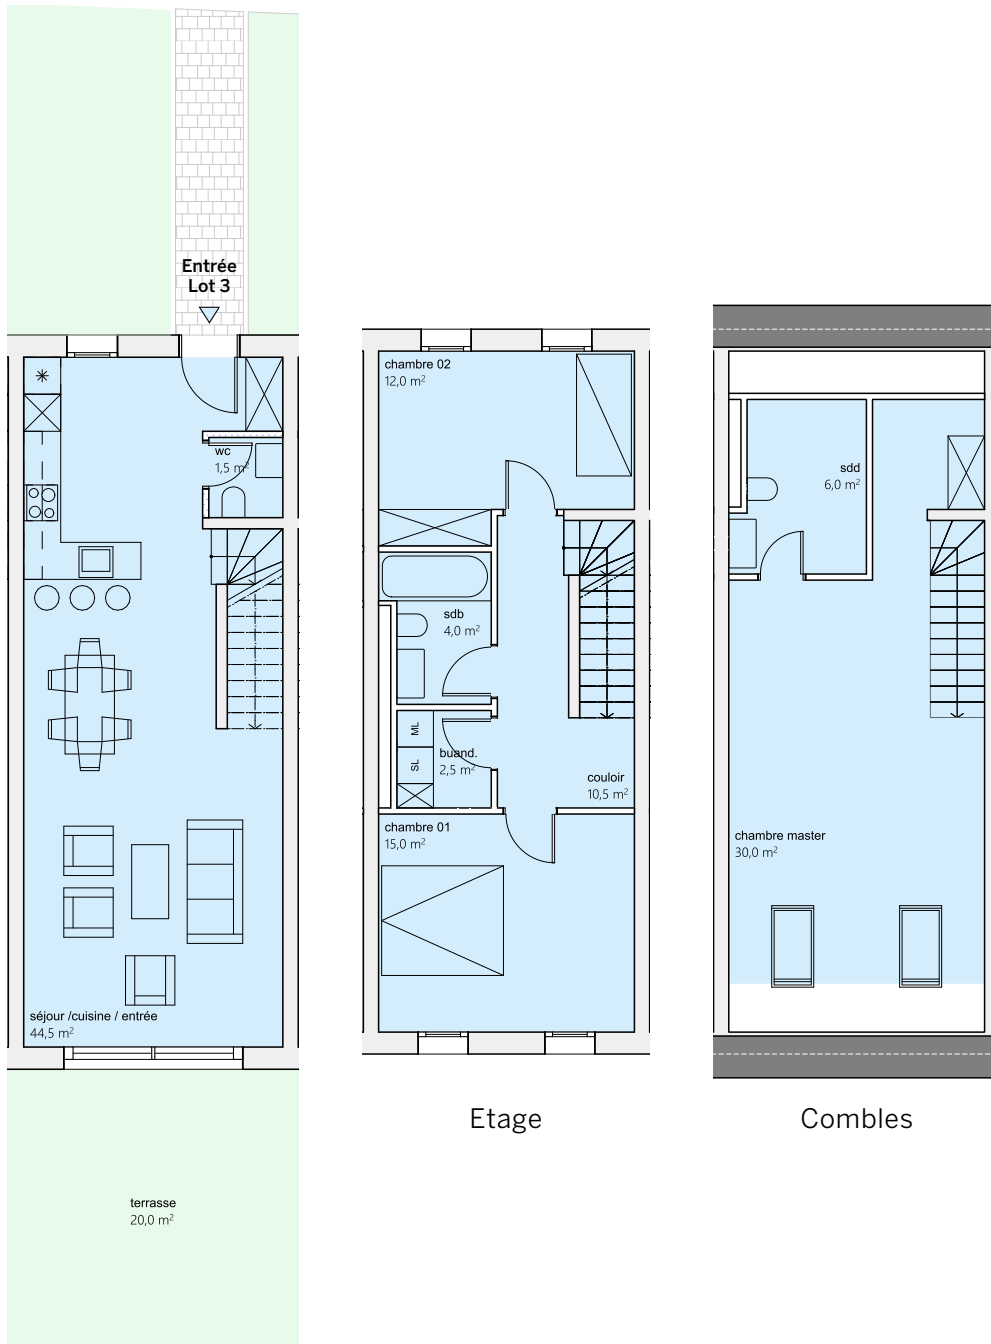 Entrée
Lot 3
wc
1,5 m²
séjour /cuisine / entrée
44,5 m²
terrasse
20,0 m²
chambre 02
12,0 m²
sdb
4,0 m²
ML
SL
buand.
2,5 m²
couloir
10,5 m²
chambre 01
15,0 m²
Etage
sdd
6,0 m²
chambre master
30,0 m²
Combles